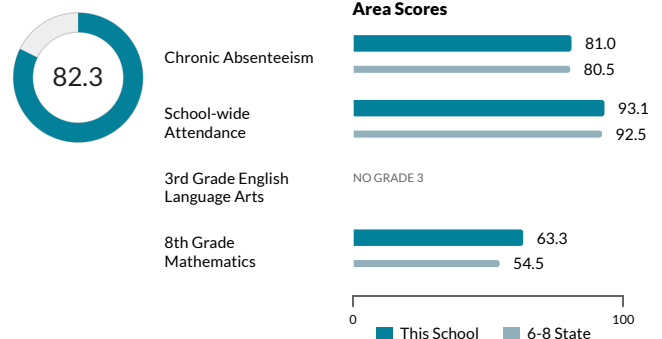 Area Scores
82.3
Chronic Absenteeism
81.0
80.5
School-wide
Attendance
93.1
92.5
3rd Grade English
Language Arts
NO GRADE 3
8th Grade
Mathematics
63.3
54.5
0
100
This School
6-8 State